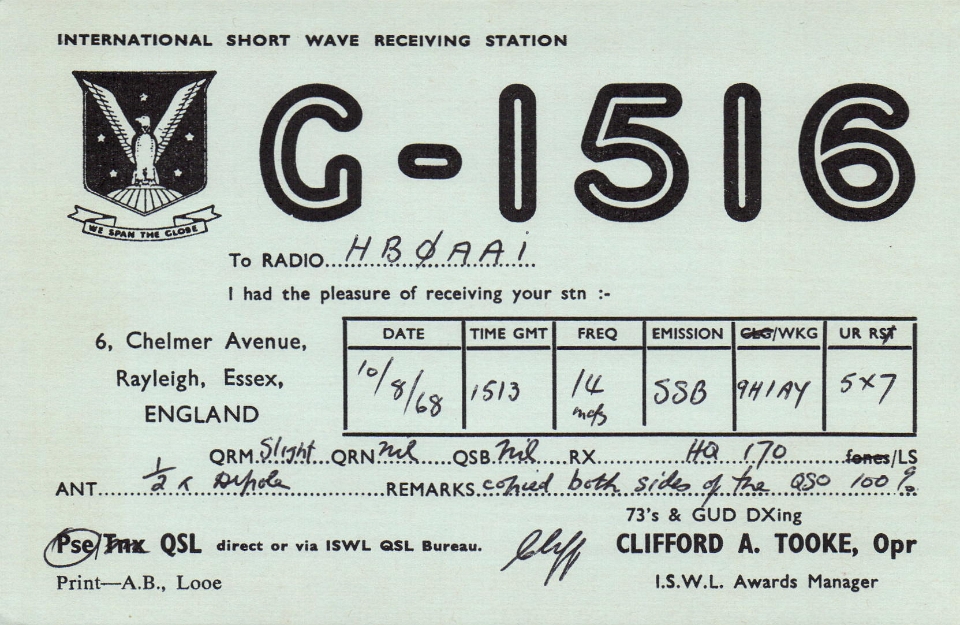 INTERNATIONAL SHORT WAVE RECEIVING STATION
G-1516
WE SPAN THE GLOBE
To RADIO HBØAAI
I had the pleasure of receiving your stn :-
6, Chelmer Avenue,
Rayleigh, Essex,
ENGLAND
DATE TIME GMT FREQ EMISSION CLG/WKG UR RST
10/8/68 1513 14 mc/s SSB 9H1AY 5x7
QRM Slight QRN nil QSB Nil RX HQ 170 fones/LS
ANT ½ λ Dipole REMARKS copied both sides of the QSO 100%
73's & GUD DXing
Pse/Tnx QSL direct or via ISWL QSL Bureau. Cliff CLIFFORD A. TOOKE, Opr
Print—A.B., Looe I.S.W.L. Awards Manager